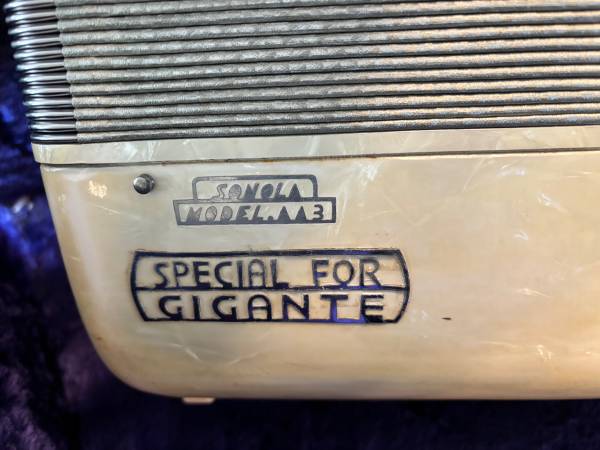 SONOLA
MODEL.AA3
SPECIAL FOR
GIGANTE